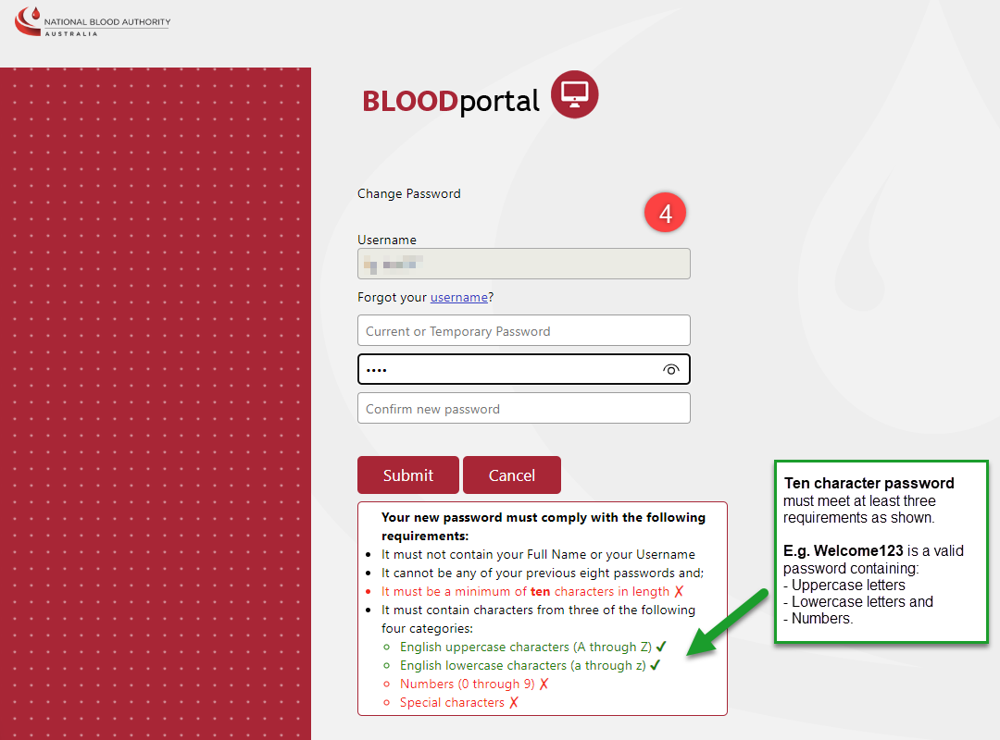 NATIONAL BLOOD AUTHORITY
AUSTRALIA
BLOODportal
Change Password
4
Username
Forgot your username?
Current or Temporary Password
••••
Confirm new password
Submit Cancel
Your new password must comply with the following
requirements:
• It must not contain your Full Name or your Username
• It cannot be any of your previous eight passwords and;
• It must be a minimum of ten characters in length ✗
• It must contain characters from three of the following
four categories:
○ English uppercase characters (A through Z) ✔
○ English lowercase characters (a through z) ✔
○ Numbers (0 through 9) ✗
○ Special characters ✗
Ten character password
must meet at least three
requirements as shown.
E.g. Welcome123 is a valid
password containing:
- Uppercase letters
- Lowercase letters and
- Numbers.